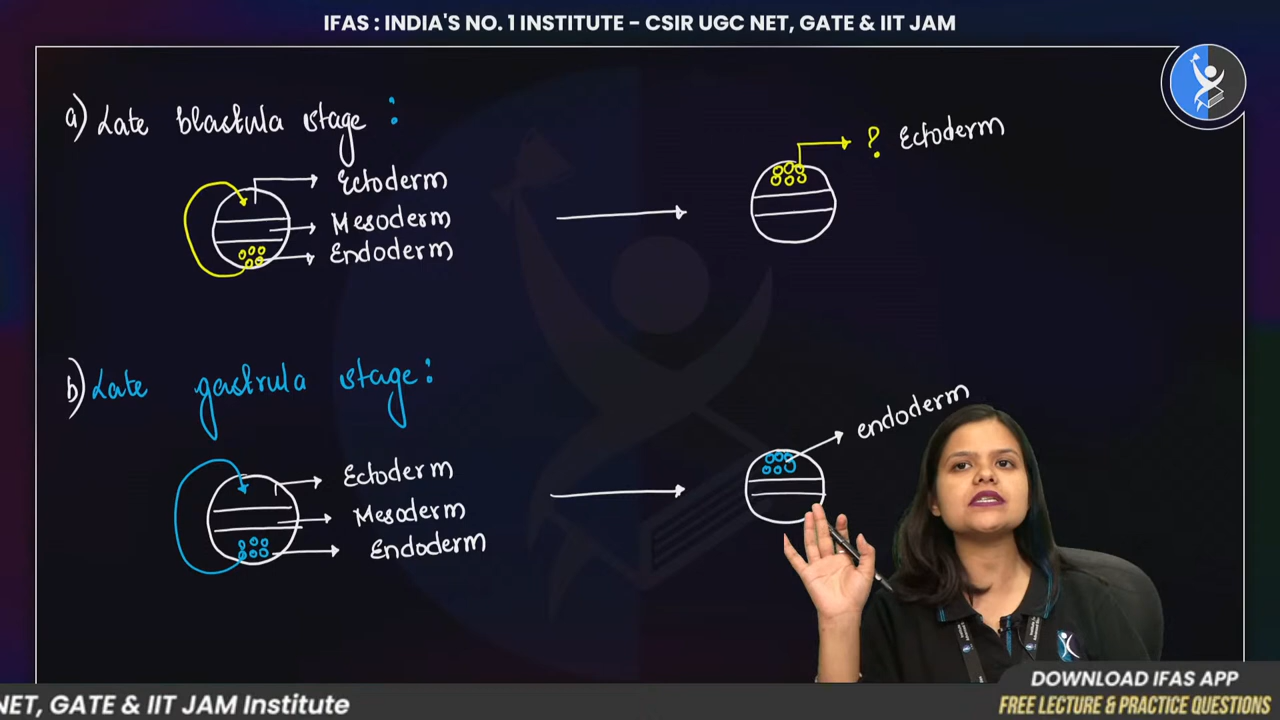 IFAS : INDIA'S NO. 1 INSTITUTE - CSIR UGC NET, GATE & IIT JAM
a) Late blastula stage :
Ectoderm
Mesoderm
Endoderm
? Ectoderm
b) Late gastrula stage :
Ectoderm
Mesoderm
Endoderm
endoderm
DOWNLOAD IFAS APP
FREE LECTURE & PRACTICE QUESTIONS
NET, GATE & IIT JAM Institute